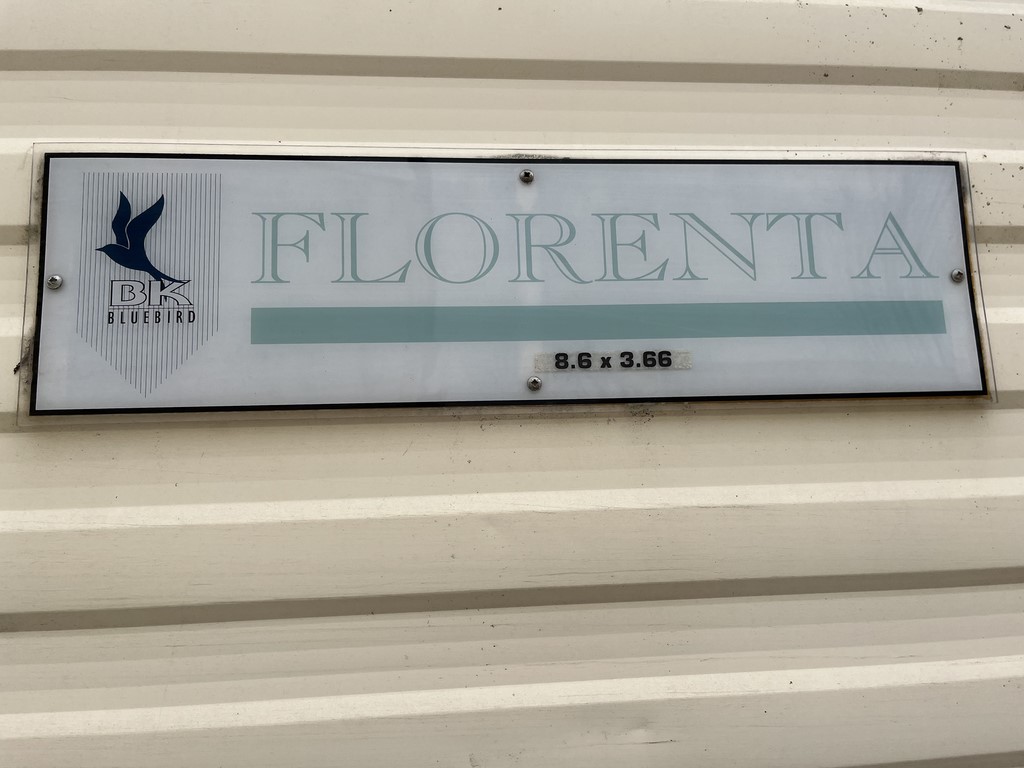 FLORENTA
BK
BLUEBIRD
8.6 x 3.66